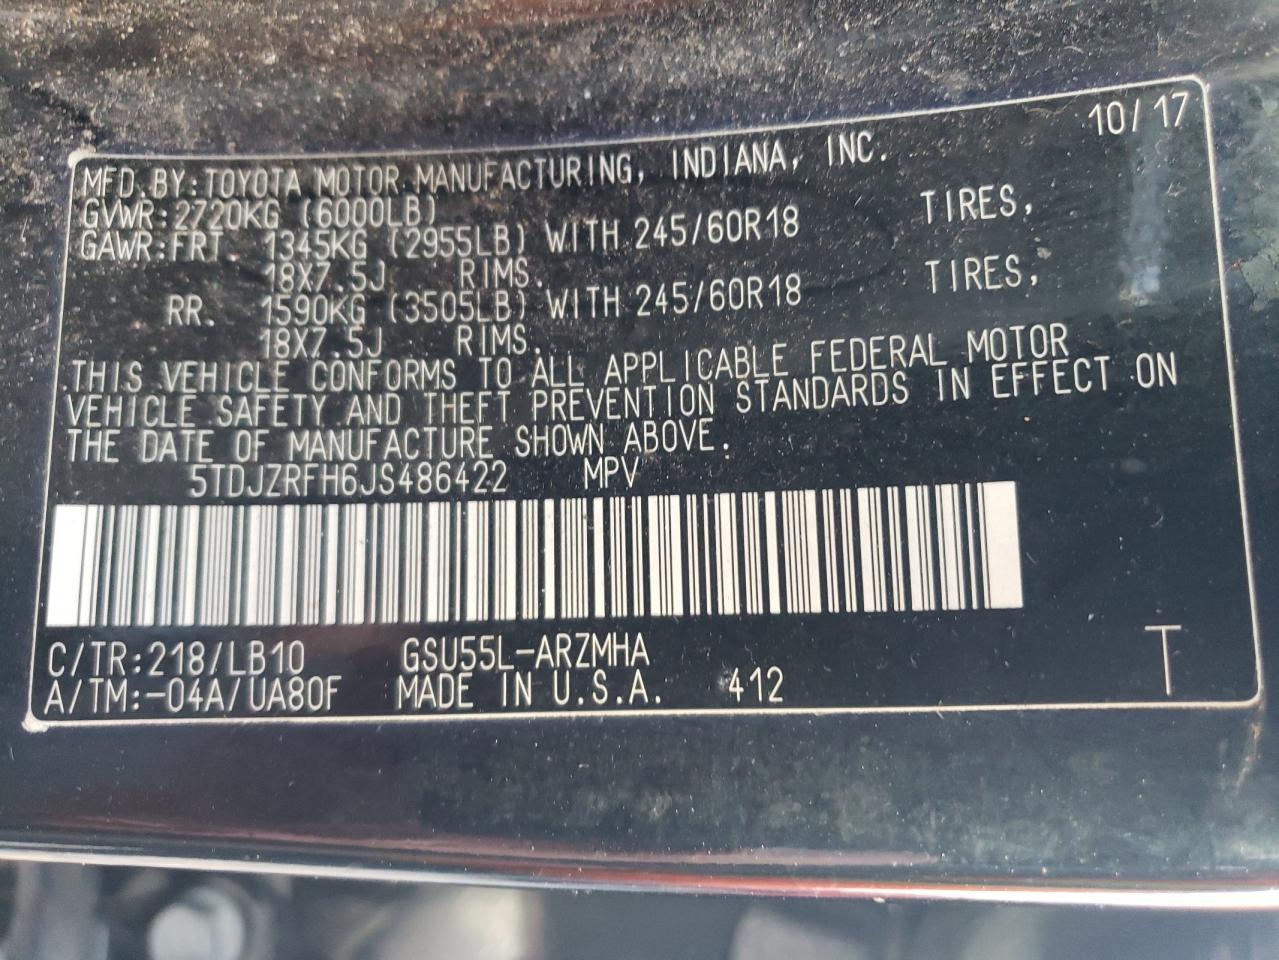 10/17
MFD.BY:TOYOTA MOTOR MANUFACTURING, INDIANA, INC.
GVWR:2720KG (6000LB)
GAWR:FRT. 1345KG (2955LB) WITH 245/60R18 TIRES,
18X7.5J RIMS.
RR. 1590KG (3505LB) WITH 245/60R18 TIRES,
18X7.5J RIMS.
THIS VEHICLE CONFORMS TO ALL APPLICABLE FEDERAL MOTOR
VEHICLE SAFETY AND THEFT PREVENTION STANDARDS IN EFFECT ON
THE DATE OF MANUFACTURE SHOWN ABOVE.
5TDJZRFH6JS486422 MPV
C/TR:218/LB10 GSU55L-ARZMHA
A/TM:-04A/UA80F MADE IN U.S.A. 412
T